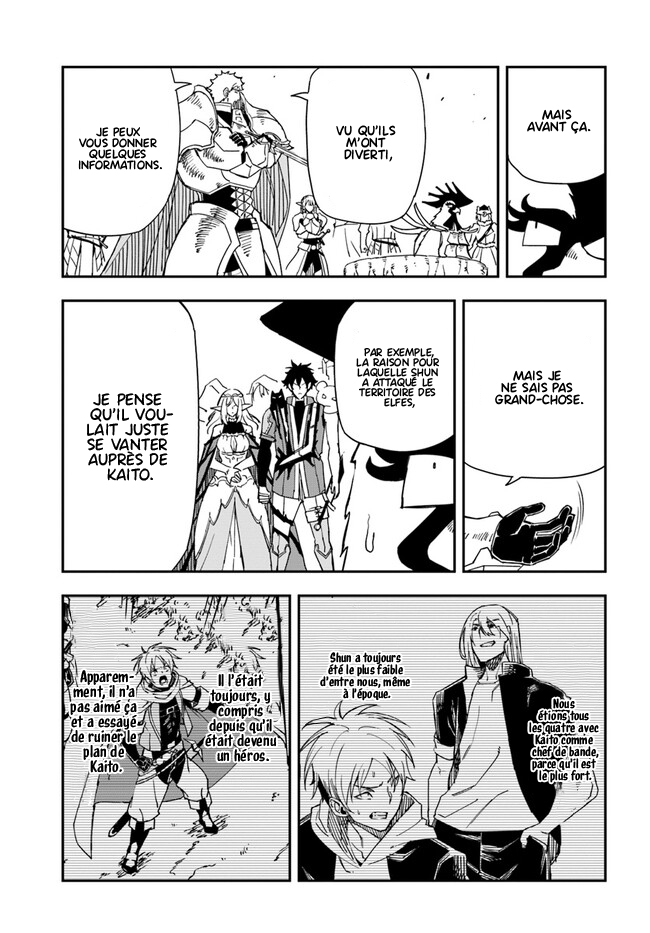 MAIS
AVANT ÇA.
VU QU'ILS
M'ONT
DIVERTI,
JE PEUX
VOUS DONNER
QUELQUES
INFORMATIONS.
MAIS JE
NE SAIS PAS
GRAND-CHOSE.
PAR EXEMPLE,
LA RAISON POUR
LAQUELLE SHUN
A ATTAQUÉ LE
TERRITOIRE DES
ELFES,
JE PENSE
QU'IL VOU-
LAIT JUSTE
SE VANTER
AUPRÈS DE
KAITO.
Nous
étions tous
les quatre avec
Kaito comme
chef de bande,
parce qu'il est
le plus fort.
Shun a toujours
été le plus faible
d'entre nous, même
à l'époque.
Il l'était
toujours, y
compris
depuis qu'il
était devenu
un héros.
Apparem-
ment, il n'a
pas aimé ça
et a essayé
de ruiner le
plan de
Kaito.